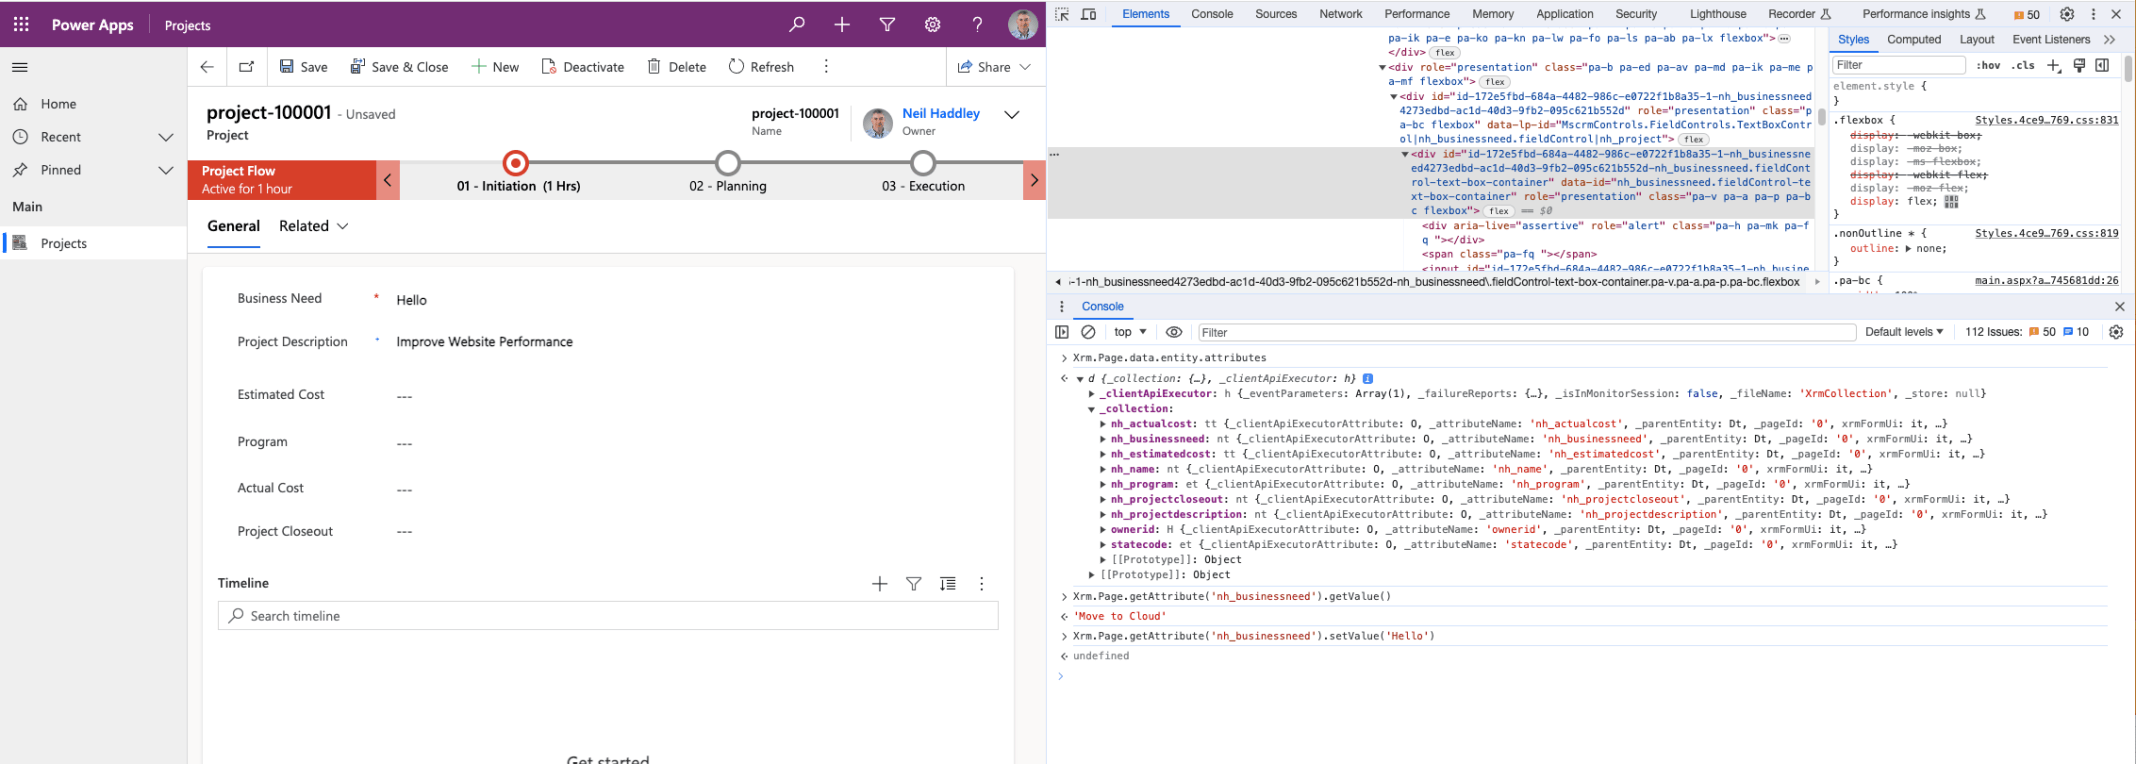 Power Apps
Projects
Home
Recent
Pinned
Main
Projects
Save
Save & Close
New
Deactivate
Delete
Refresh
Share
project-100001 - Unsaved
Project
project-100001
Name
Neil Haddley
Owner
Project Flow
Active for 1 hour
01 - Initiation (1 Hrs)
02 - Planning
03 - Execution
General
Related
Business Need * Hello
Project Description * Improve Website Performance
Estimated Cost ---
Program ---
Actual Cost ---
Project Closeout ---
Timeline
Search timeline
Get started
Elements Console Sources Network Performance Memory Application Security Lighthouse Recorder Performance insights 50
pa-ik pa-e pa-ko pa-kn pa-lw pa-fo pa-ls pa-ab pa-lx flexbox">
</div> flex
<div role="presentation" class="pa-b pa-ed pa-av pa-md pa-ik pa-me p
a-mf flexbox"> flex
<div id="id-172e5fbd-684a-4482-986c-e0722f1b8a35-1-nh_businessneed
4273edbd-ac1d-40d3-9fb2-095c621b552d" role="presentation" class="p
a-bc flexbox" data-lp-id="MscrmControls.FieldControls.TextBoxContr
ol|nh_businessneed.fieldControl|nh_project"> flex
<div id="id-172e5fbd-684a-4482-986c-e0722f1b8a35-1-nh_businessne
ed4273edbd-ac1d-40d3-9fb2-095c621b552d-nh_businessneed.fieldCont
rol-text-box-container" data-id="nh_businessneed.fieldControl-te
xt-box-container" role="presentation" class="pa-v pa-a pa-p pa-b
c flexbox"> flex == $0
<div aria-live="assertive" role="alert" class="pa-h pa-mk pa-f
q "></div>
<span class="pa-fq "></span>
<input id="id-172e5fbd-684a-4482-986c-e0722f1b8a35-1-nh_busine
i-1-nh_businessneed4273edbd-ac1d-40d3-9fb2-095c621b552d-nh_businessneed\.fieldControl-text-box-container.pa-v.pa-a.pa-p.pa-bc.flexbox
Styles Computed Layout Event Listeners
Filter
:hov .cls
element.style {
}
.flexbox { Styles.4ce9…769.css:831
display: -webkit-box;
display: -moz-box;
display: -ms-flexbox;
display: -webkit-flex;
display: -moz-flex;
display: flex;
}
.nonOutline * { Styles.4ce9…769.css:819
outline: none;
}
.pa-bc { main.aspx?a…745681dd:26
Console
top
Filter
Default levels
112 Issues: 50 10
Xrm.Page.data.entity.attributes
d {_collection: {…}, _clientApiExecutor: h}
_clientApiExecutor: h {_eventParameters: Array(1), _failureReports: {…}, _isInMonitorSession: false, _fileName: 'XrmCollection', _store: null}
_collection:
nh_actualcost: tt {_clientApiExecutorAttribute: O, _attributeName: 'nh_actualcost', _parentEntity: Dt, _pageId: '0', xrmFormUi: it, …}
nh_businessneed: nt {_clientApiExecutorAttribute: O, _attributeName: 'nh_businessneed', _parentEntity: Dt, _pageId: '0', xrmFormUi: it, …}
nh_estimatedcost: tt {_clientApiExecutorAttribute: O, _attributeName: 'nh_estimatedcost', _parentEntity: Dt, _pageId: '0', xrmFormUi: it, …}
nh_name: nt {_clientApiExecutorAttribute: O, _attributeName: 'nh_name', _parentEntity: Dt, _pageId: '0', xrmFormUi: it, …}
nh_program: et {_clientApiExecutorAttribute: O, _attributeName: 'nh_program', _parentEntity: Dt, _pageId: '0', xrmFormUi: it, …}
nh_projectcloseout: nt {_clientApiExecutorAttribute: O, _attributeName: 'nh_projectcloseout', _parentEntity: Dt, _pageId: '0', xrmFormUi: it, …}
nh_projectdescription: nt {_clientApiExecutorAttribute: O, _attributeName: 'nh_projectdescription', _parentEntity: Dt, _pageId: '0', xrmFormUi: it, …}
ownerid: H {_clientApiExecutorAttribute: O, _attributeName: 'ownerid', _parentEntity: Dt, _pageId: '0', xrmFormUi: it, …}
statecode: et {_clientApiExecutorAttribute: O, _attributeName: 'statecode', _parentEntity: Dt, _pageId: '0', xrmFormUi: it, …}
[[Prototype]]: Object
[[Prototype]]: Object
Xrm.Page.getAttribute('nh_businessneed').getValue()
'Move to Cloud'
Xrm.Page.getAttribute('nh_businessneed').setValue('Hello')
undefined